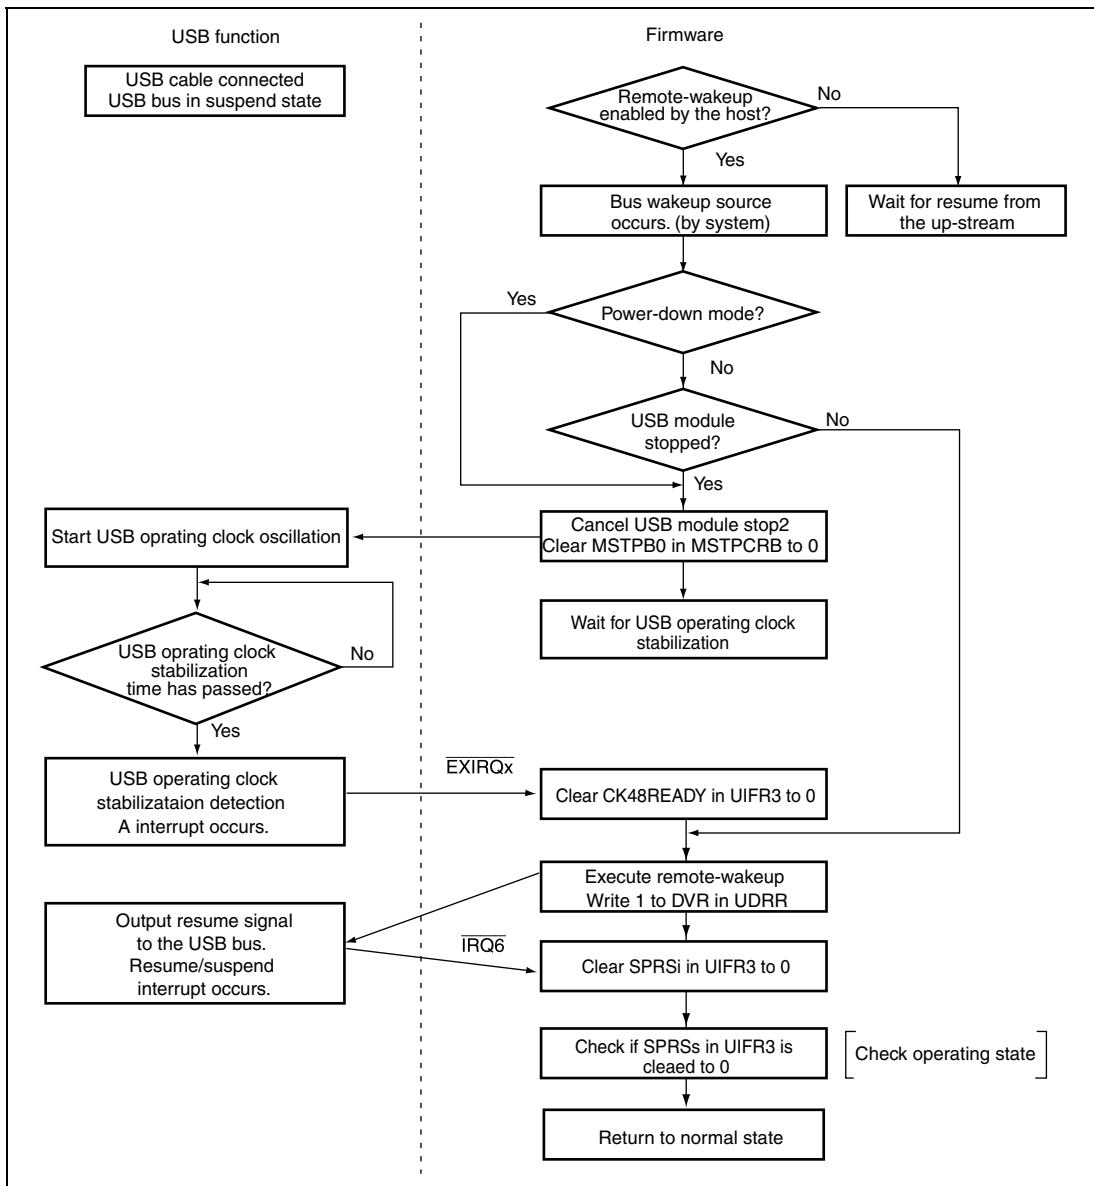 USB function
Firmware
USB cable connected
USB bus in suspend state
Remote-wakeup
enabled by the host?
No
Yes
Bus wakeup source
occurs. (by system)
Wait for resume from
the up-stream
Yes
Power-down mode?
No
USB module
stopped?
No
Yes
Start USB oprating clock oscillation
Cancel USB module stop2
Clear MSTPB0 in MSTPCRB to 0
Wait for USB operating clock
stabilization
USB oprating clock
stabilization
time has passed?
No
Yes
USB operating clock
stabilizataion detection
A interrupt occurs.
EXIRQx
Clear CK48READY in UIFR3 to 0
Execute remote-wakeup
Write 1 to DVR in UDRR
Output resume signal
to the USB bus.
Resume/suspend
interrupt occurs.
IRQ6
Clear SPRSi in UIFR3 to 0
Check if SPRSs in UIFR3 is
cleaed to 0
Check operating state
Return to normal state